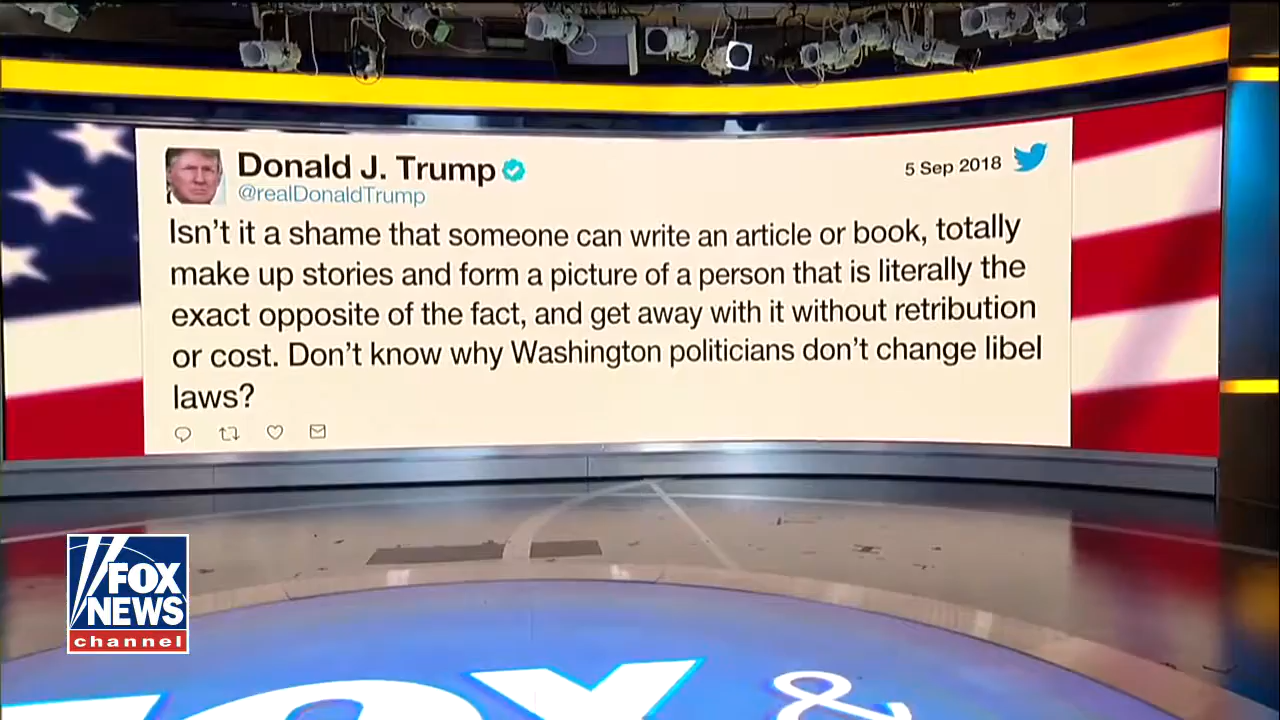 Donald J. Trump
5 Sep 2018
@realDonaldTrump
Isn't it a shame that someone can write an article or book, totally
make up stories and form a picture of a person that is literally the
exact opposite of the fact, and get away with it without retribution
or cost. Don't know why Washington politicians don't change libel
laws?
FOX
NEWS
channel
FOX &